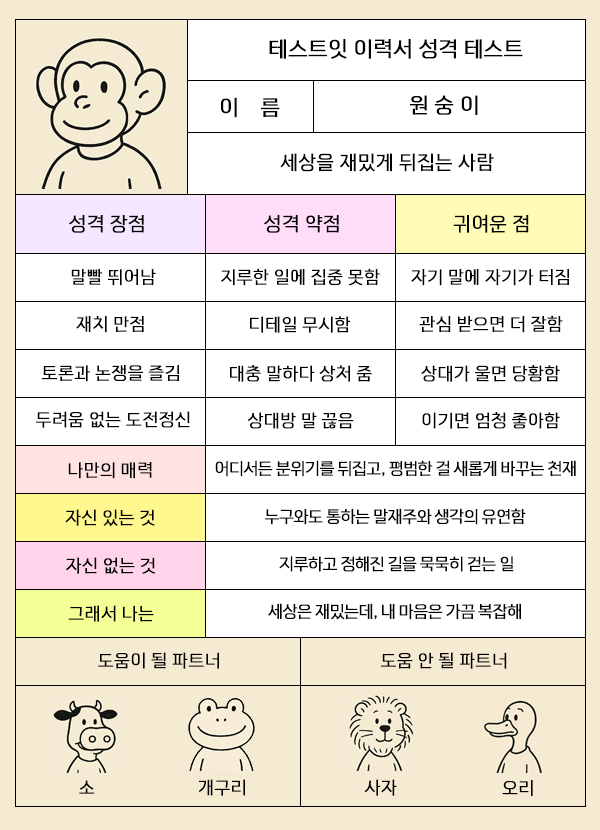 테스트잇 이력서 성격 테스트
이 름
원 숭 이
세상을 재밌게 뒤집는 사람
성격 장점
성격 약점
귀여운 점
말빨 뛰어남
지루한 일에 집중 못함
자기 말에 자기가 터짐
재치 만점
디테일 무시함
관심 받으면 더 잘함
토론과 논쟁을 즐김
대충 말하다 상처 줌
상대가 울면 당황함
두려움 없는 도전정신
상대방 말 끊음
이기면 엄청 좋아함
나만의 매력
어디서든 분위기를 뒤집고, 평범한 걸 새롭게 바꾸는 천재
자신 있는 것
누구와도 통하는 말재주와 생각의 유연함
자신 없는 것
지루하고 정해진 길을 묵묵히 걷는 일
그래서 나는
세상은 재밌는데, 내 마음은 가끔 복잡해
도움이 될 파트너
도움 안 될 파트너
소
개구리
사자
오리